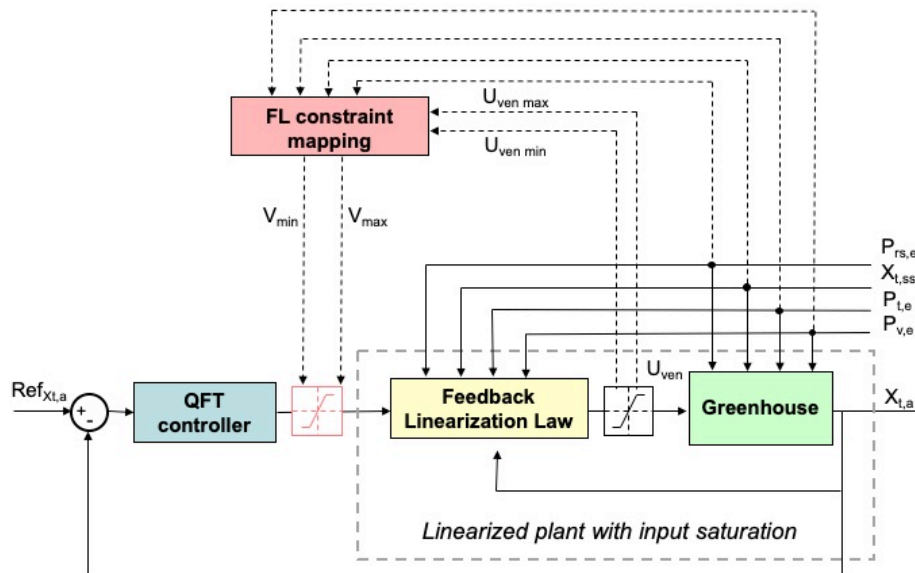 FL constraint
mapping
U_ven max
U_ven min
V_min
V_max
P_rs,e
X_t,ss
P_t,e
P_v,e
Ref_Xt,a
+
-
QFT
controller
Feedback
Linearization Law
U_ven
Greenhouse
X_t,a
Linearized plant with input saturation